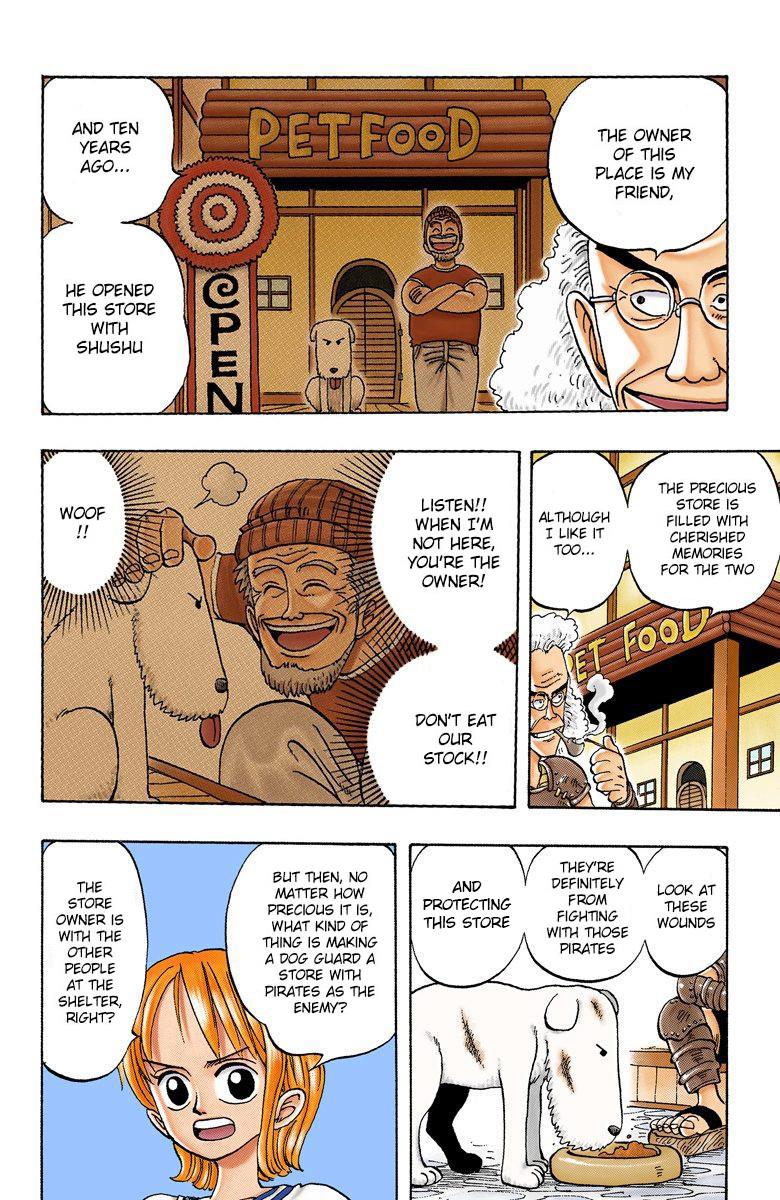 THE OWNER
OF THIS
PLACE IS MY
FRIEND,
PET FOOD
AND TEN
YEARS
AGO...
HE OPENED
THIS STORE
WITH
SHUSHU
OPEN
THE PRECIOUS
STORE IS
FILLED WITH
CHERISHED
MEMORIES
FOR THE TWO
ALTHOUGH
I LIKE IT
TOO...
PET FOOD
LISTEN!!
WHEN I'M
NOT HERE,
YOU'RE THE
OWNER!
DON'T EAT
OUR
STOCK!!
WOOF
!!
LOOK AT
THESE
WOUNDS
THEY'RE
DEFINITELY
FROM
FIGHTING
WITH THOSE
PIRATES
AND
PROTECTING
THIS STORE
BUT THEN, NO
MATTER HOW
PRECIOUS IT IS,
WHAT KIND OF
THING IS MAKING
A DOG GUARD A
STORE WITH
PIRATES AS THE
ENEMY?
THE
STORE
OWNER IS
WITH THE
OTHER
PEOPLE
AT THE
SHELTER,
RIGHT?